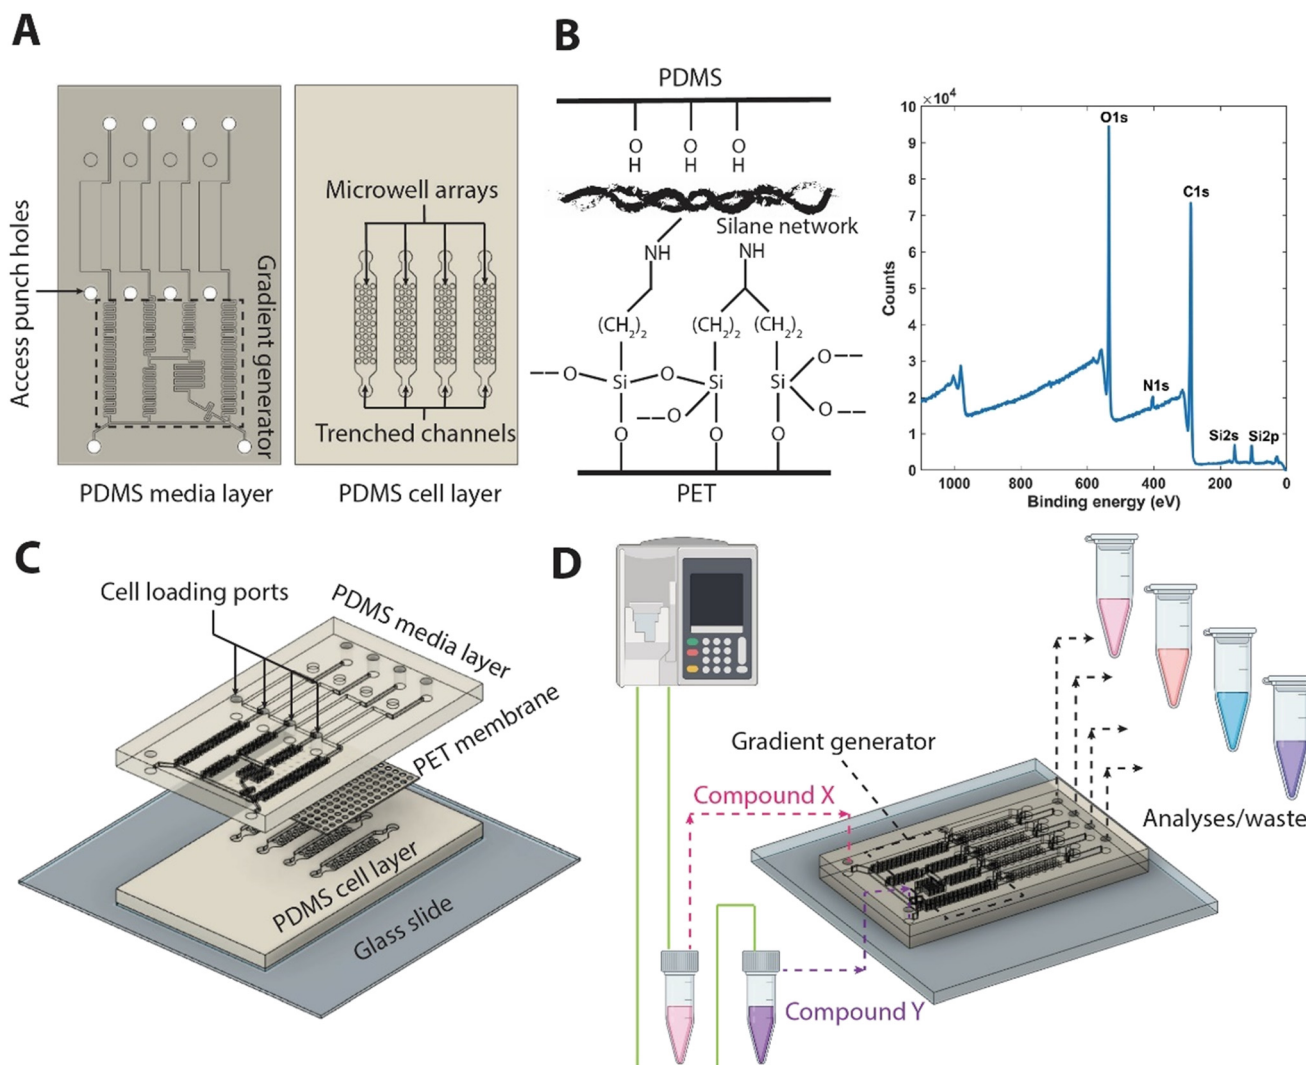 A
Access punch holes
Gradient generator
PDMS media layer
Microwell arrays
Trenched channels
PDMS cell layer
B
PDMS
O O O
H H H
Silane network
NH NH
(CH2)2 (CH2)2 (CH2)2
O Si O Si Si O
O O
O O O
PET
×10^4
10
9
8
7
6
5
4
3
2
1
0
Counts
O1s
C1s
N1s
Si2s Si2p
1000 800 600 400 200 0
Binding energy (eV)
C
Cell loading ports
PDMS media layer
PET membrane
PDMS cell layer
Glass slide
D
Gradient generator
Compound X
Compound Y
Analyses/waste